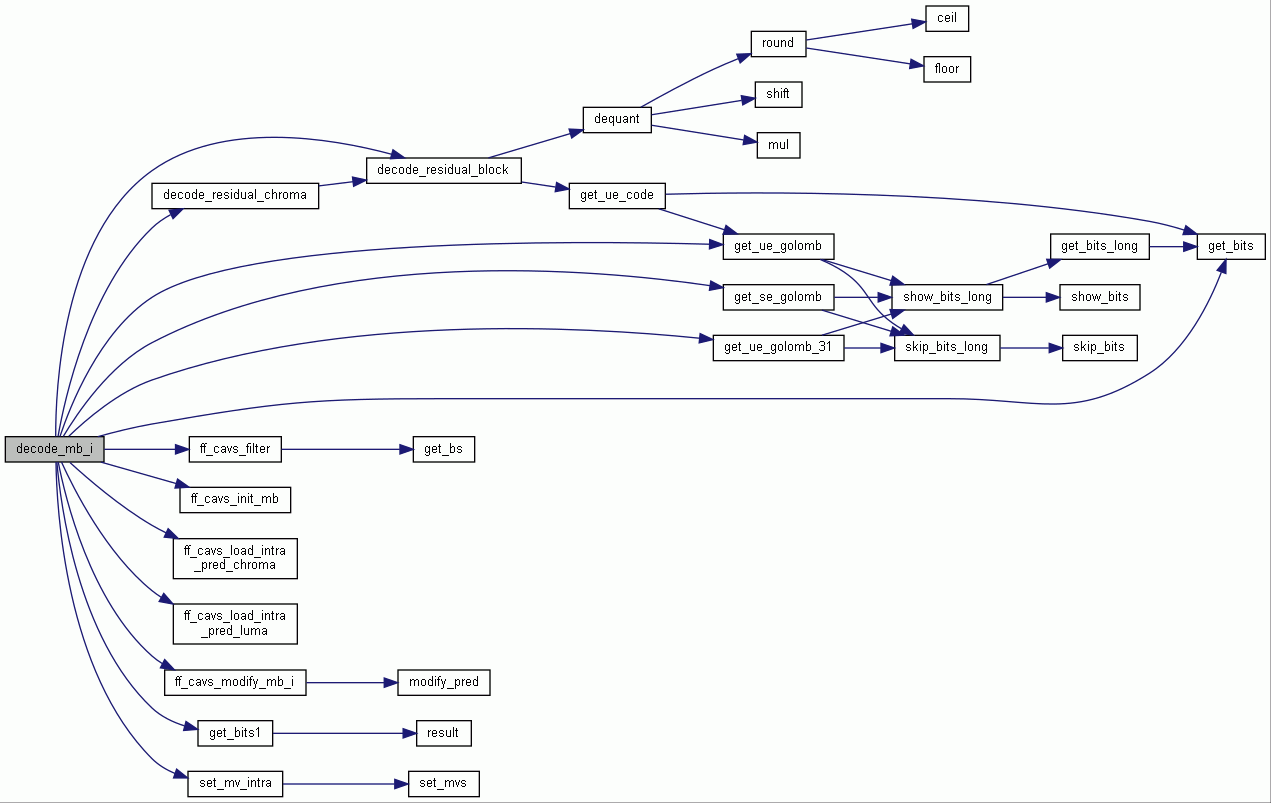 ceil
round
floor
shift
dequant
mul
decode_residual_block
decode_residual_chroma
get_ue_code
get_ue_golomb
get_bits_long
get_bits
get_se_golomb
show_bits_long
show_bits
get_ue_golomb_31
skip_bits_long
skip_bits
decode_mb_i
ff_cavs_filter
get_bs
ff_cavs_init_mb
ff_cavs_load_intra
_pred_chroma
ff_cavs_load_intra
_pred_luma
ff_cavs_modify_mb_i
modify_pred
get_bits1
result
set_mv_intra
set_mvs